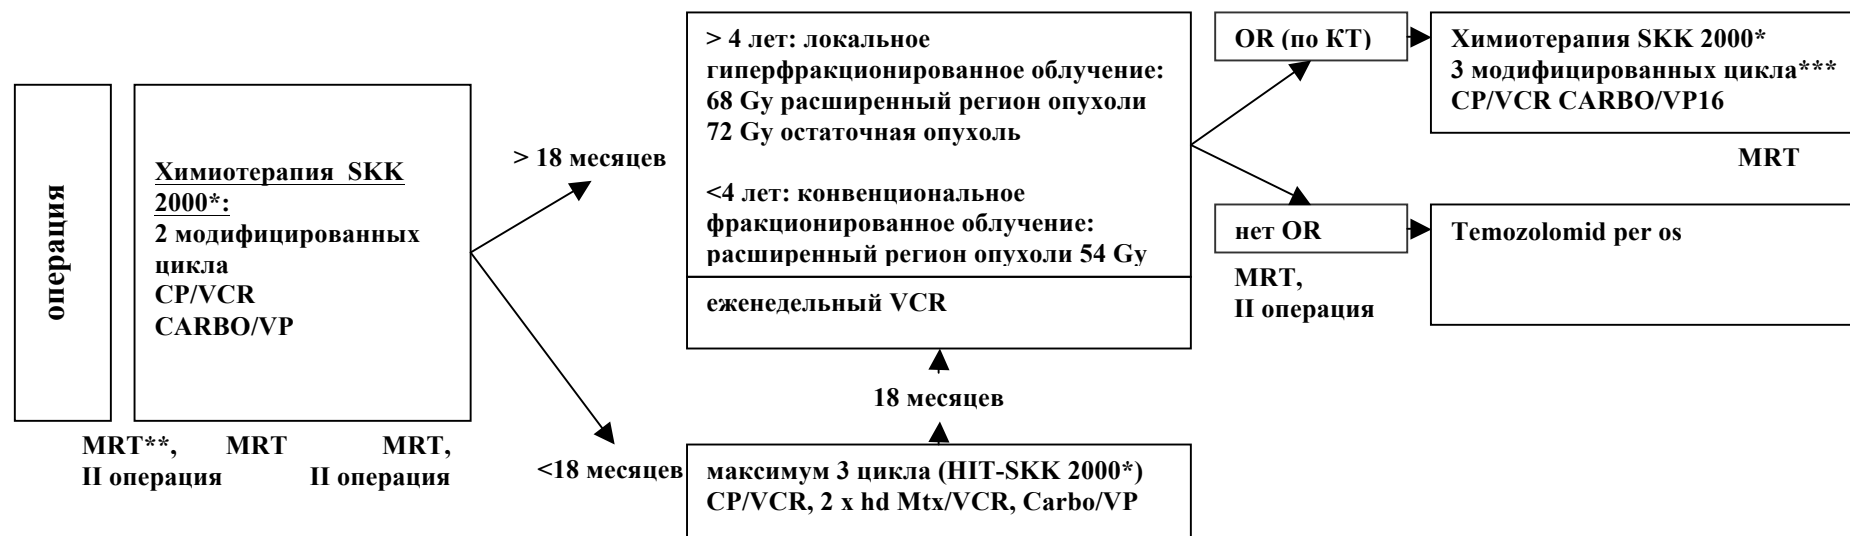 операция
Химиотерапия SKK
2000*:
2 модифицированных
цикла
CP/VCR
CARBO/VP
MRT**, MRT MRT,
II операция II операция
> 18 месяцев
<18 месяцев
> 4 лет: локальное
гиперфракционированное облучение:
68 Gy расширенный регион опухоли
72 Gy остаточная опухоль
<4 лет: конвенциональное
фракционированное облучение:
расширенный регион опухоли 54 Gy
еженедельный VCR
18 месяцев
максимум 3 цикла (HIT-SKK 2000*)
CP/VCR, 2 x hd Mtx/VCR, Carbo/VP
OR (по КТ)
Химиотерапия SKK 2000*
3 модифицированных цикла***
CP/VCR CARBO/VP16
MRT
нет OR
MRT,
II операция
Temozolomid per os